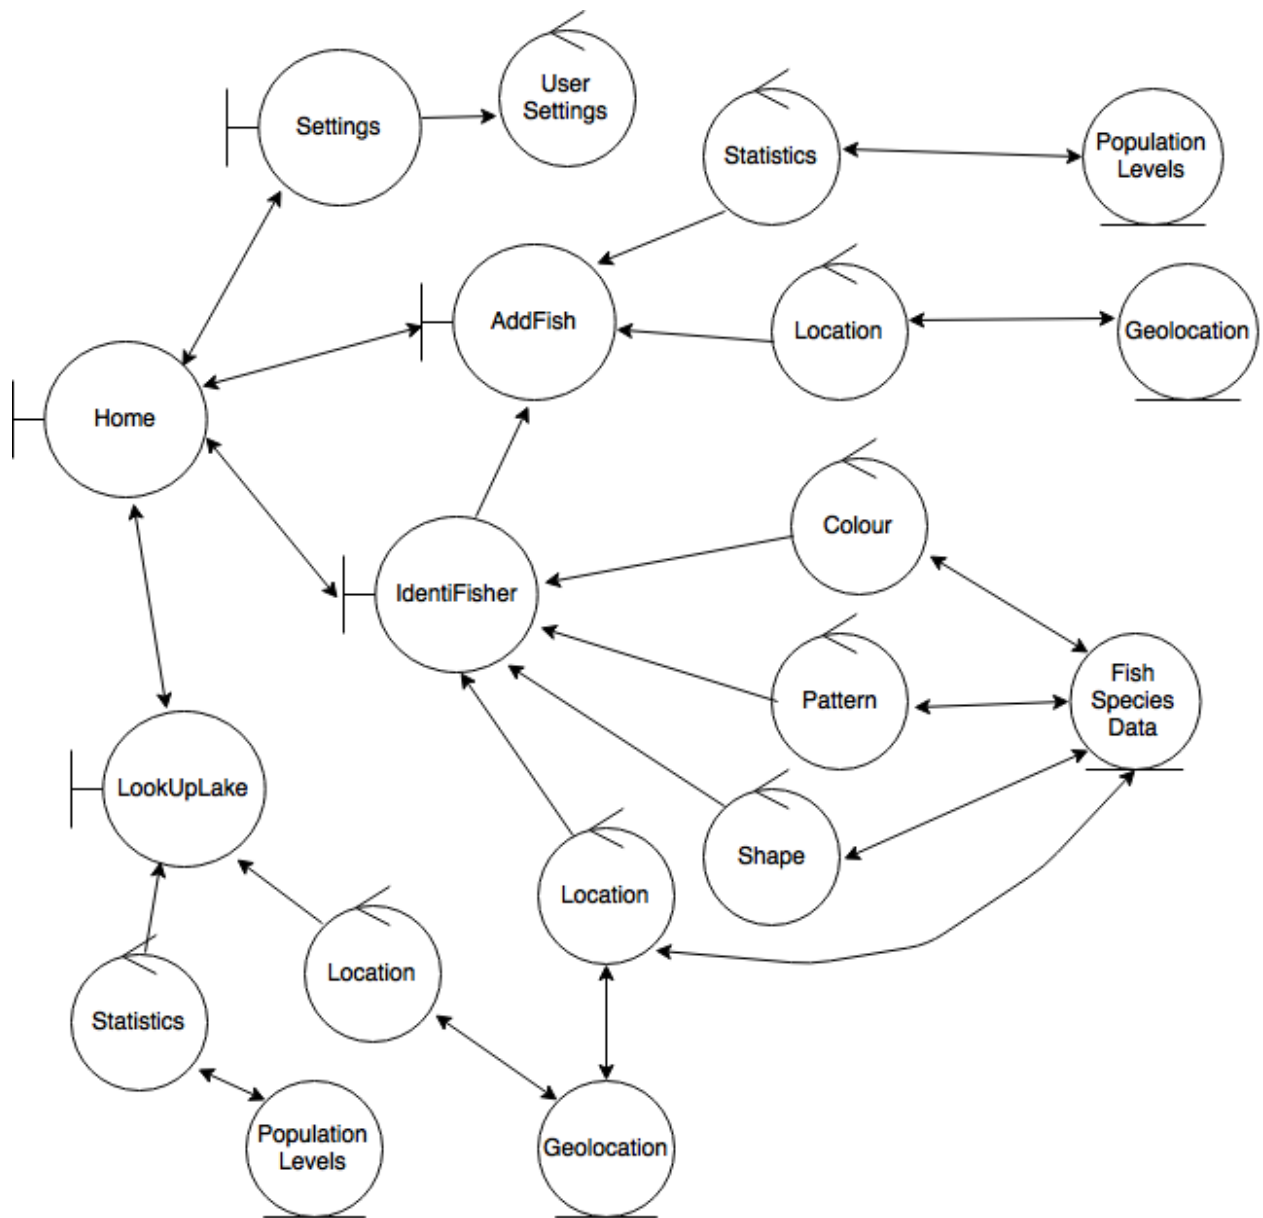 User
Settings
Settings
Statistics
Population
Levels
AddFish
Location
Geolocation
Home
Colour
IdentiFisher
Fish
Species
Data
Pattern
LookUpLake
Shape
Location
Location
Statistics
Population
Levels
Geolocation